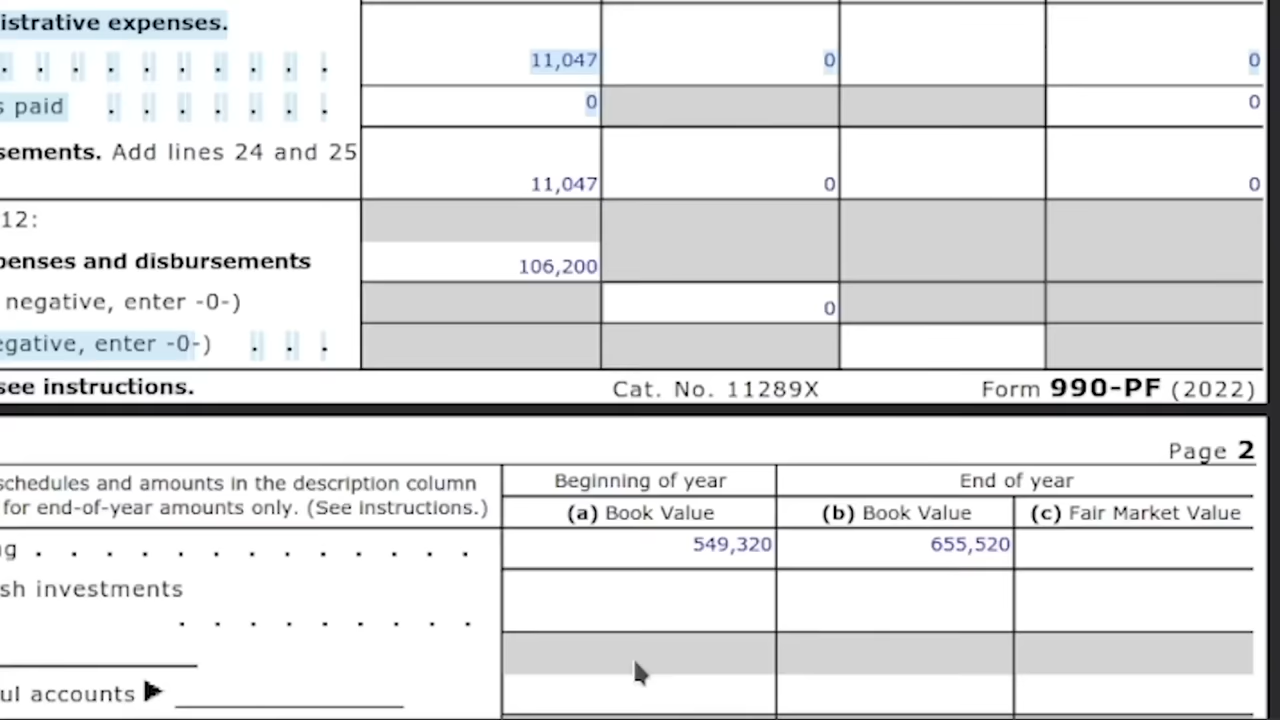 istrative expenses.
. . . . . . . . . . 11,047 0 0
s paid . . . . . . . 0 0
sements. Add lines 24 and 25
11,047 0 0
12:
penses and disbursements
106,200
negative, enter -0-)
0
egative, enter -0-) . . .
see instructions. Cat. No. 11289X Form 990-PF (2022)
Page 2
schedules and amounts in the description column Beginning of year End of year
for end-of-year amounts only. (See instructions.) (a) Book Value (b) Book Value (c) Fair Market Value
g . . . . . . . . . . . . . 549,320 655,520
sh investments
. . . . . . . . .
ul accounts ▶